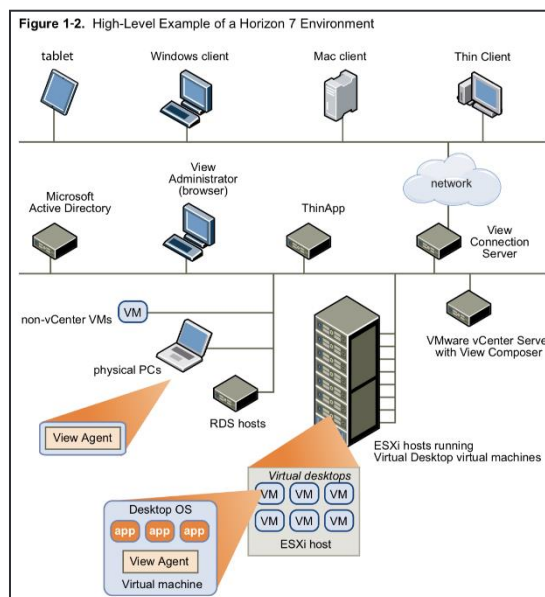 Figure 1-2. High-Level Example of a Horizon 7 Environment
tablet
Windows client
Mac client
Thin Client
network
Microsoft
Active Directory
View
Administrator
(browser)
ThinApp
View
Connection
Server
non-vCenter VMs
VM
physical PCs
RDS hosts
VMware vCenter Serve
with View Composer
View Agent
ESXi hosts running
Virtual Desktop virtual machines
Virtual desktops
VM VM VM
VM VM VM
ESXi host
Desktop OS
app app app
View Agent
Virtual machine